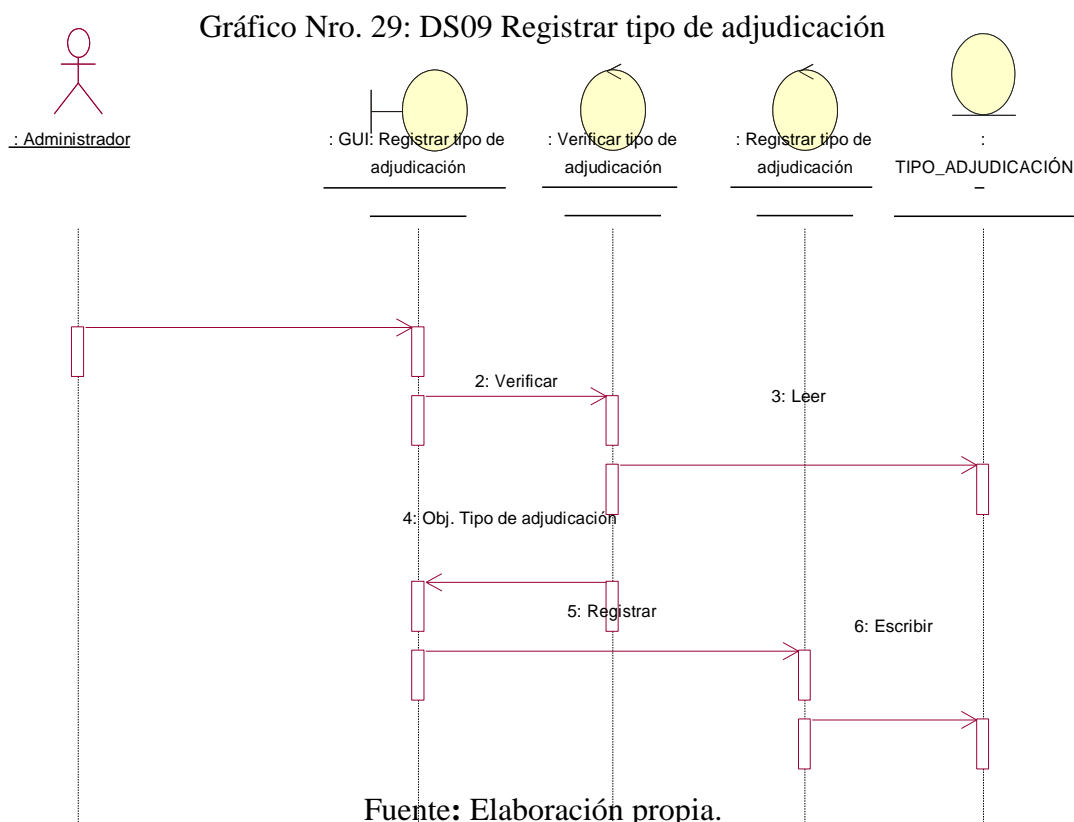 Gráfico Nro. 29: DS09 Registrar tipo de adjudicación
: Administrador
: GUI: Registrar tipo de
adjudicación
: Verificar tipo de
adjudicación
: Registrar tipo de
adjudicación
:
TIPO_ADJUDICACIÓN
2: Verificar
3: Leer
4: Obj. Tipo de adjudicación
5: Registrar
6: Escribir
Fuente: Elaboración propia.